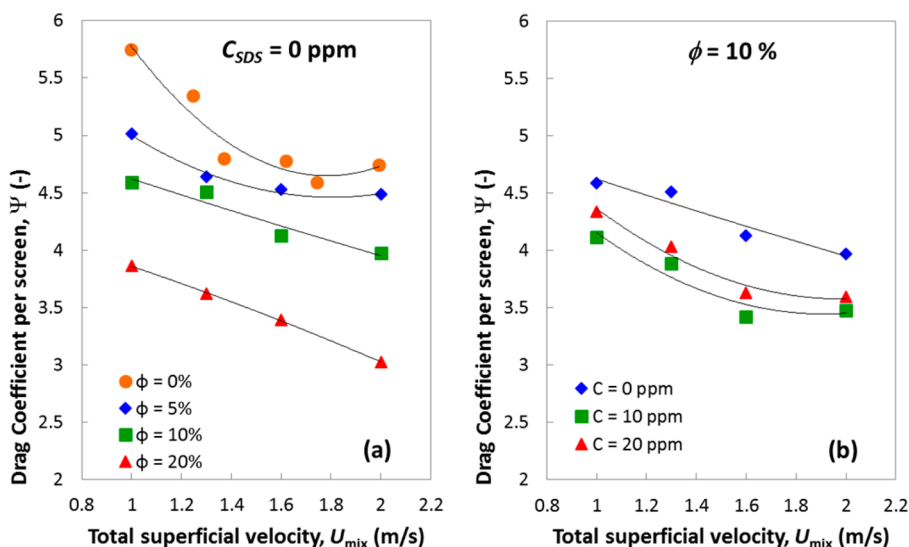 C_SDS = 0 ppm
Drag Coefficient per screen, Ψ (-)
6
5.5
5
4.5
4
3.5
3
2.5
2
ϕ = 0%
ϕ = 5%
ϕ = 10%
ϕ = 20%
(a)
0.8 1 1.2 1.4 1.6 1.8 2 2.2
Total superficial velocity, U_mix (m/s)
ϕ = 10 %
Drag Coefficient per screen, Ψ (-)
6
5.5
5
4.5
4
3.5
3
2.5
2
C = 0 ppm
C = 10 ppm
C = 20 ppm
(b)
0.8 1 1.2 1.4 1.6 1.8 2 2.2
Total superficial velocity, U_mix (m/s)